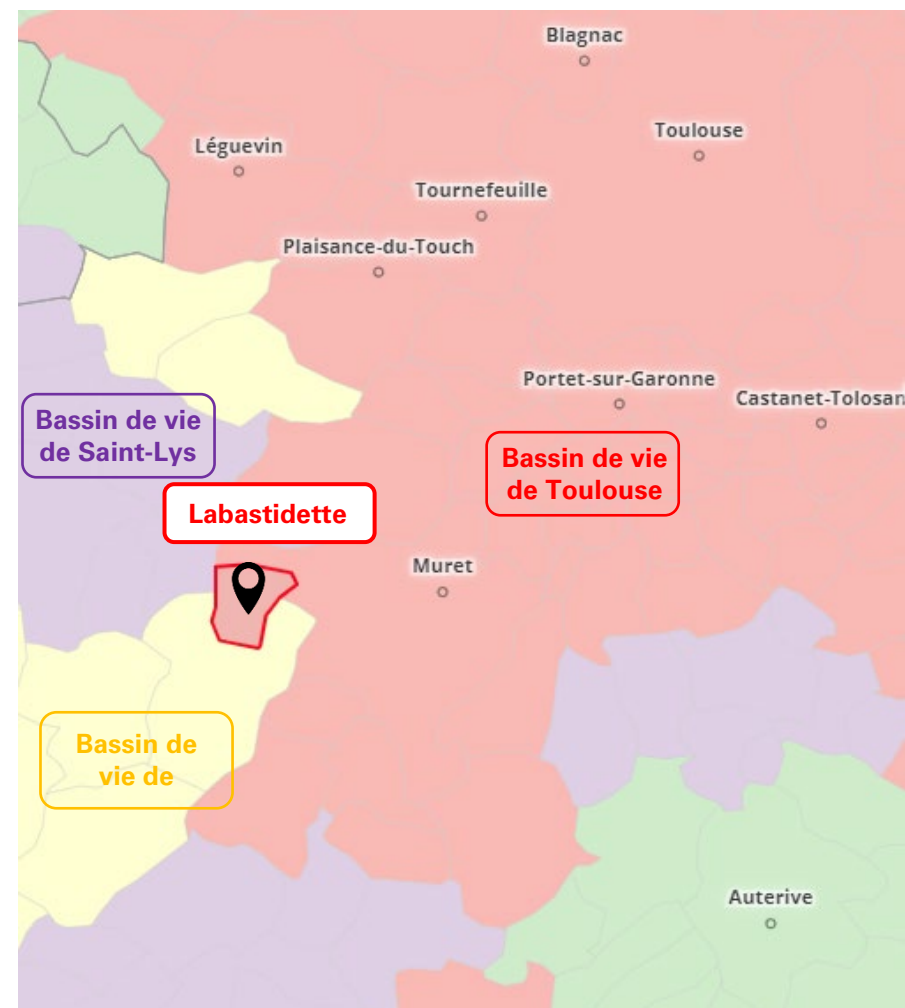 Blagnac
Toulouse
Léguevin
Tournefeuille
Plaisance-du-Touch
Portet-sur-Garonne
Castanet-Tolosan
Bassin de vie
de Saint-Lys
Bassin de vie
de Toulouse
Labastidette
Muret
Bassin de
vie de
Auterive